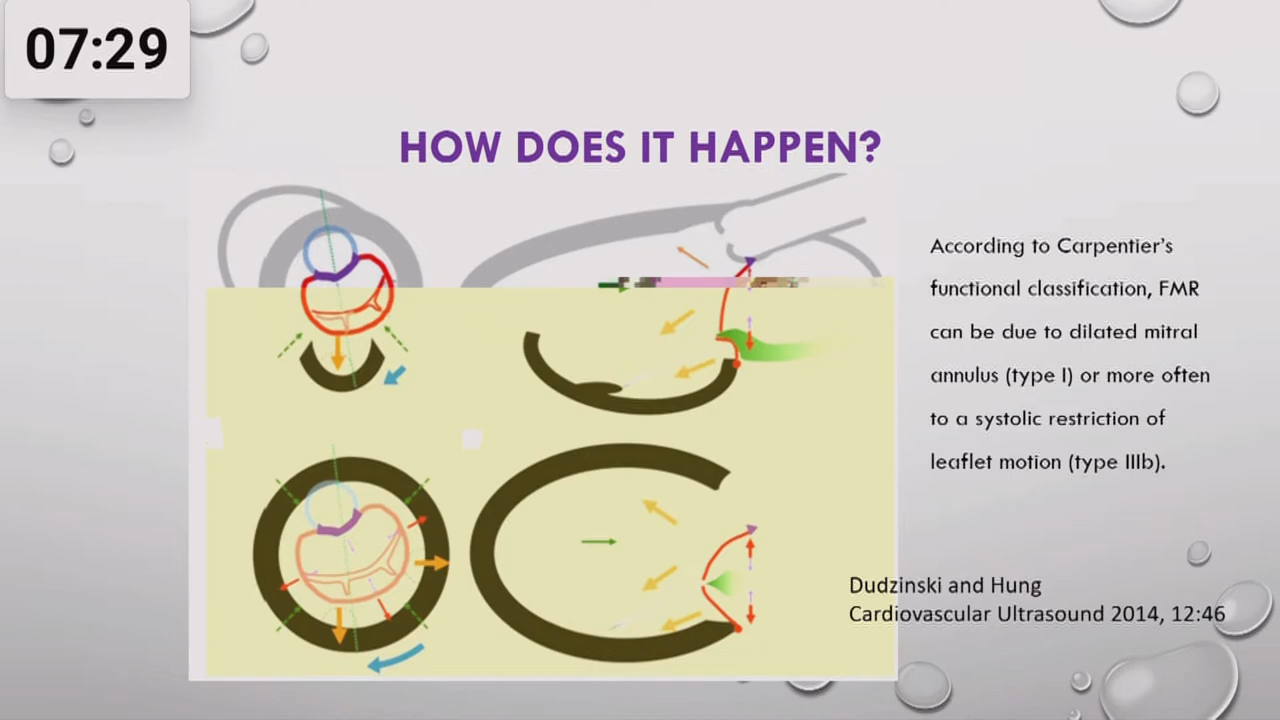 07:29
HOW DOES IT HAPPEN?
According to Carpentier's
functional classification, FMR
can be due to dilated mitral
annulus (type I) or more often
to a systolic restriction of
leaflet motion (type IIIb).
Dudzinski and Hung
Cardiovascular Ultrasound 2014, 12:46